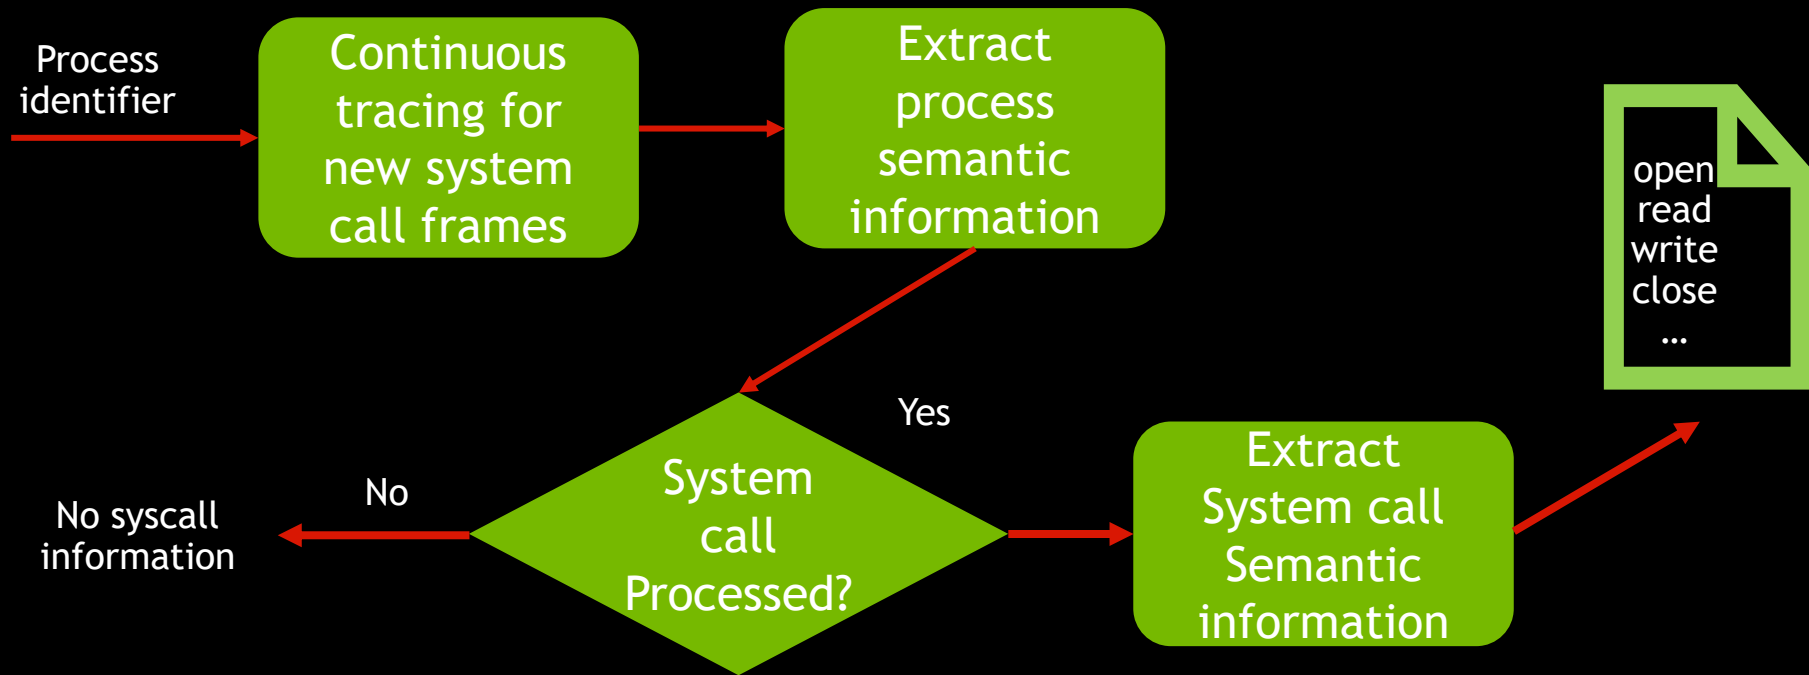 Process
identifier
Continuous
tracing for
new system
call frames
Extract
process
semantic
information
open
read
write
close
...
Yes
No
No syscall
information
System
call
Processed?
Extract
System call
Semantic
information